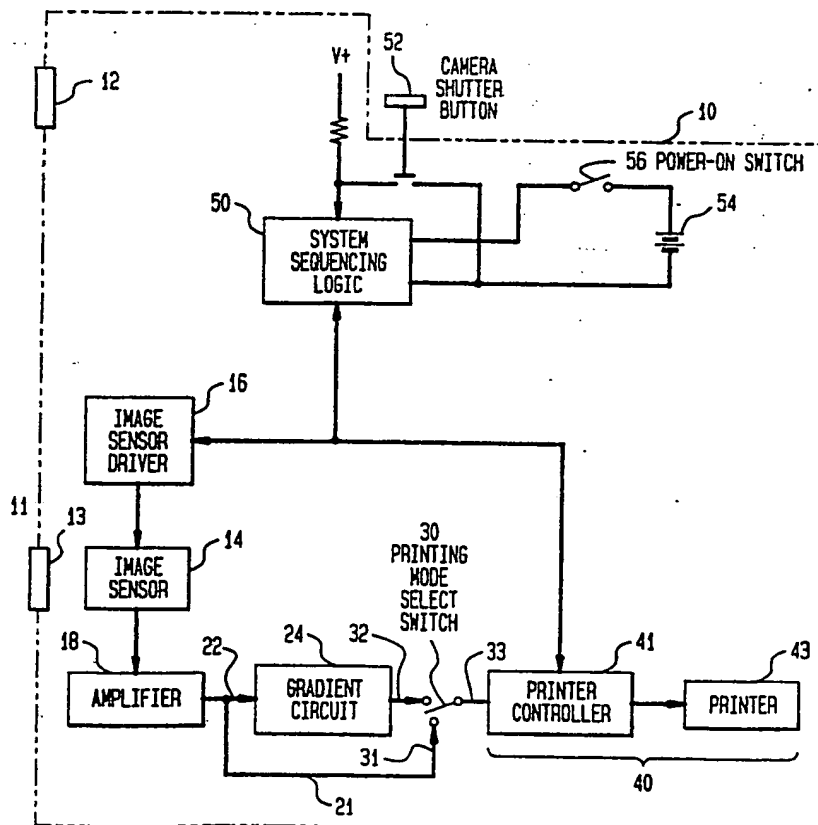 52
V+
CAMERA
SHUTTER
BUTTON
12
10
56 POWER-ON SWITCH
50
54
SYSTEM
SEQUENCING
LOGIC
16
IMAGE
SENSOR
DRIVER
11
13
14
30
PRINTING
MODE
SELECT
SWITCH
IMAGE
SENSOR
18
22
24
32
33
41
43
AMPLIFIER
GRADIENT
CIRCUIT
PRINTER
CONTROLLER
PRINTER
31
21
40